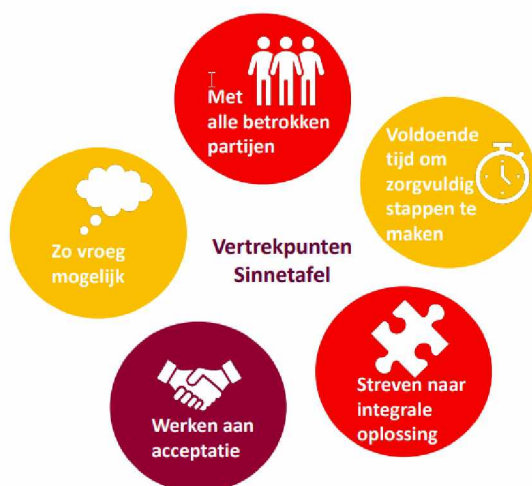 Met
alle betrokken
partijen
Voldoende
tijd om
zorgvuldig
stappen te
maken
Zo vroeg
mogelijk
Vertrekpunten
Sinnetafel
Streven naar
integrale
oplossing
Werken aan
acceptatie